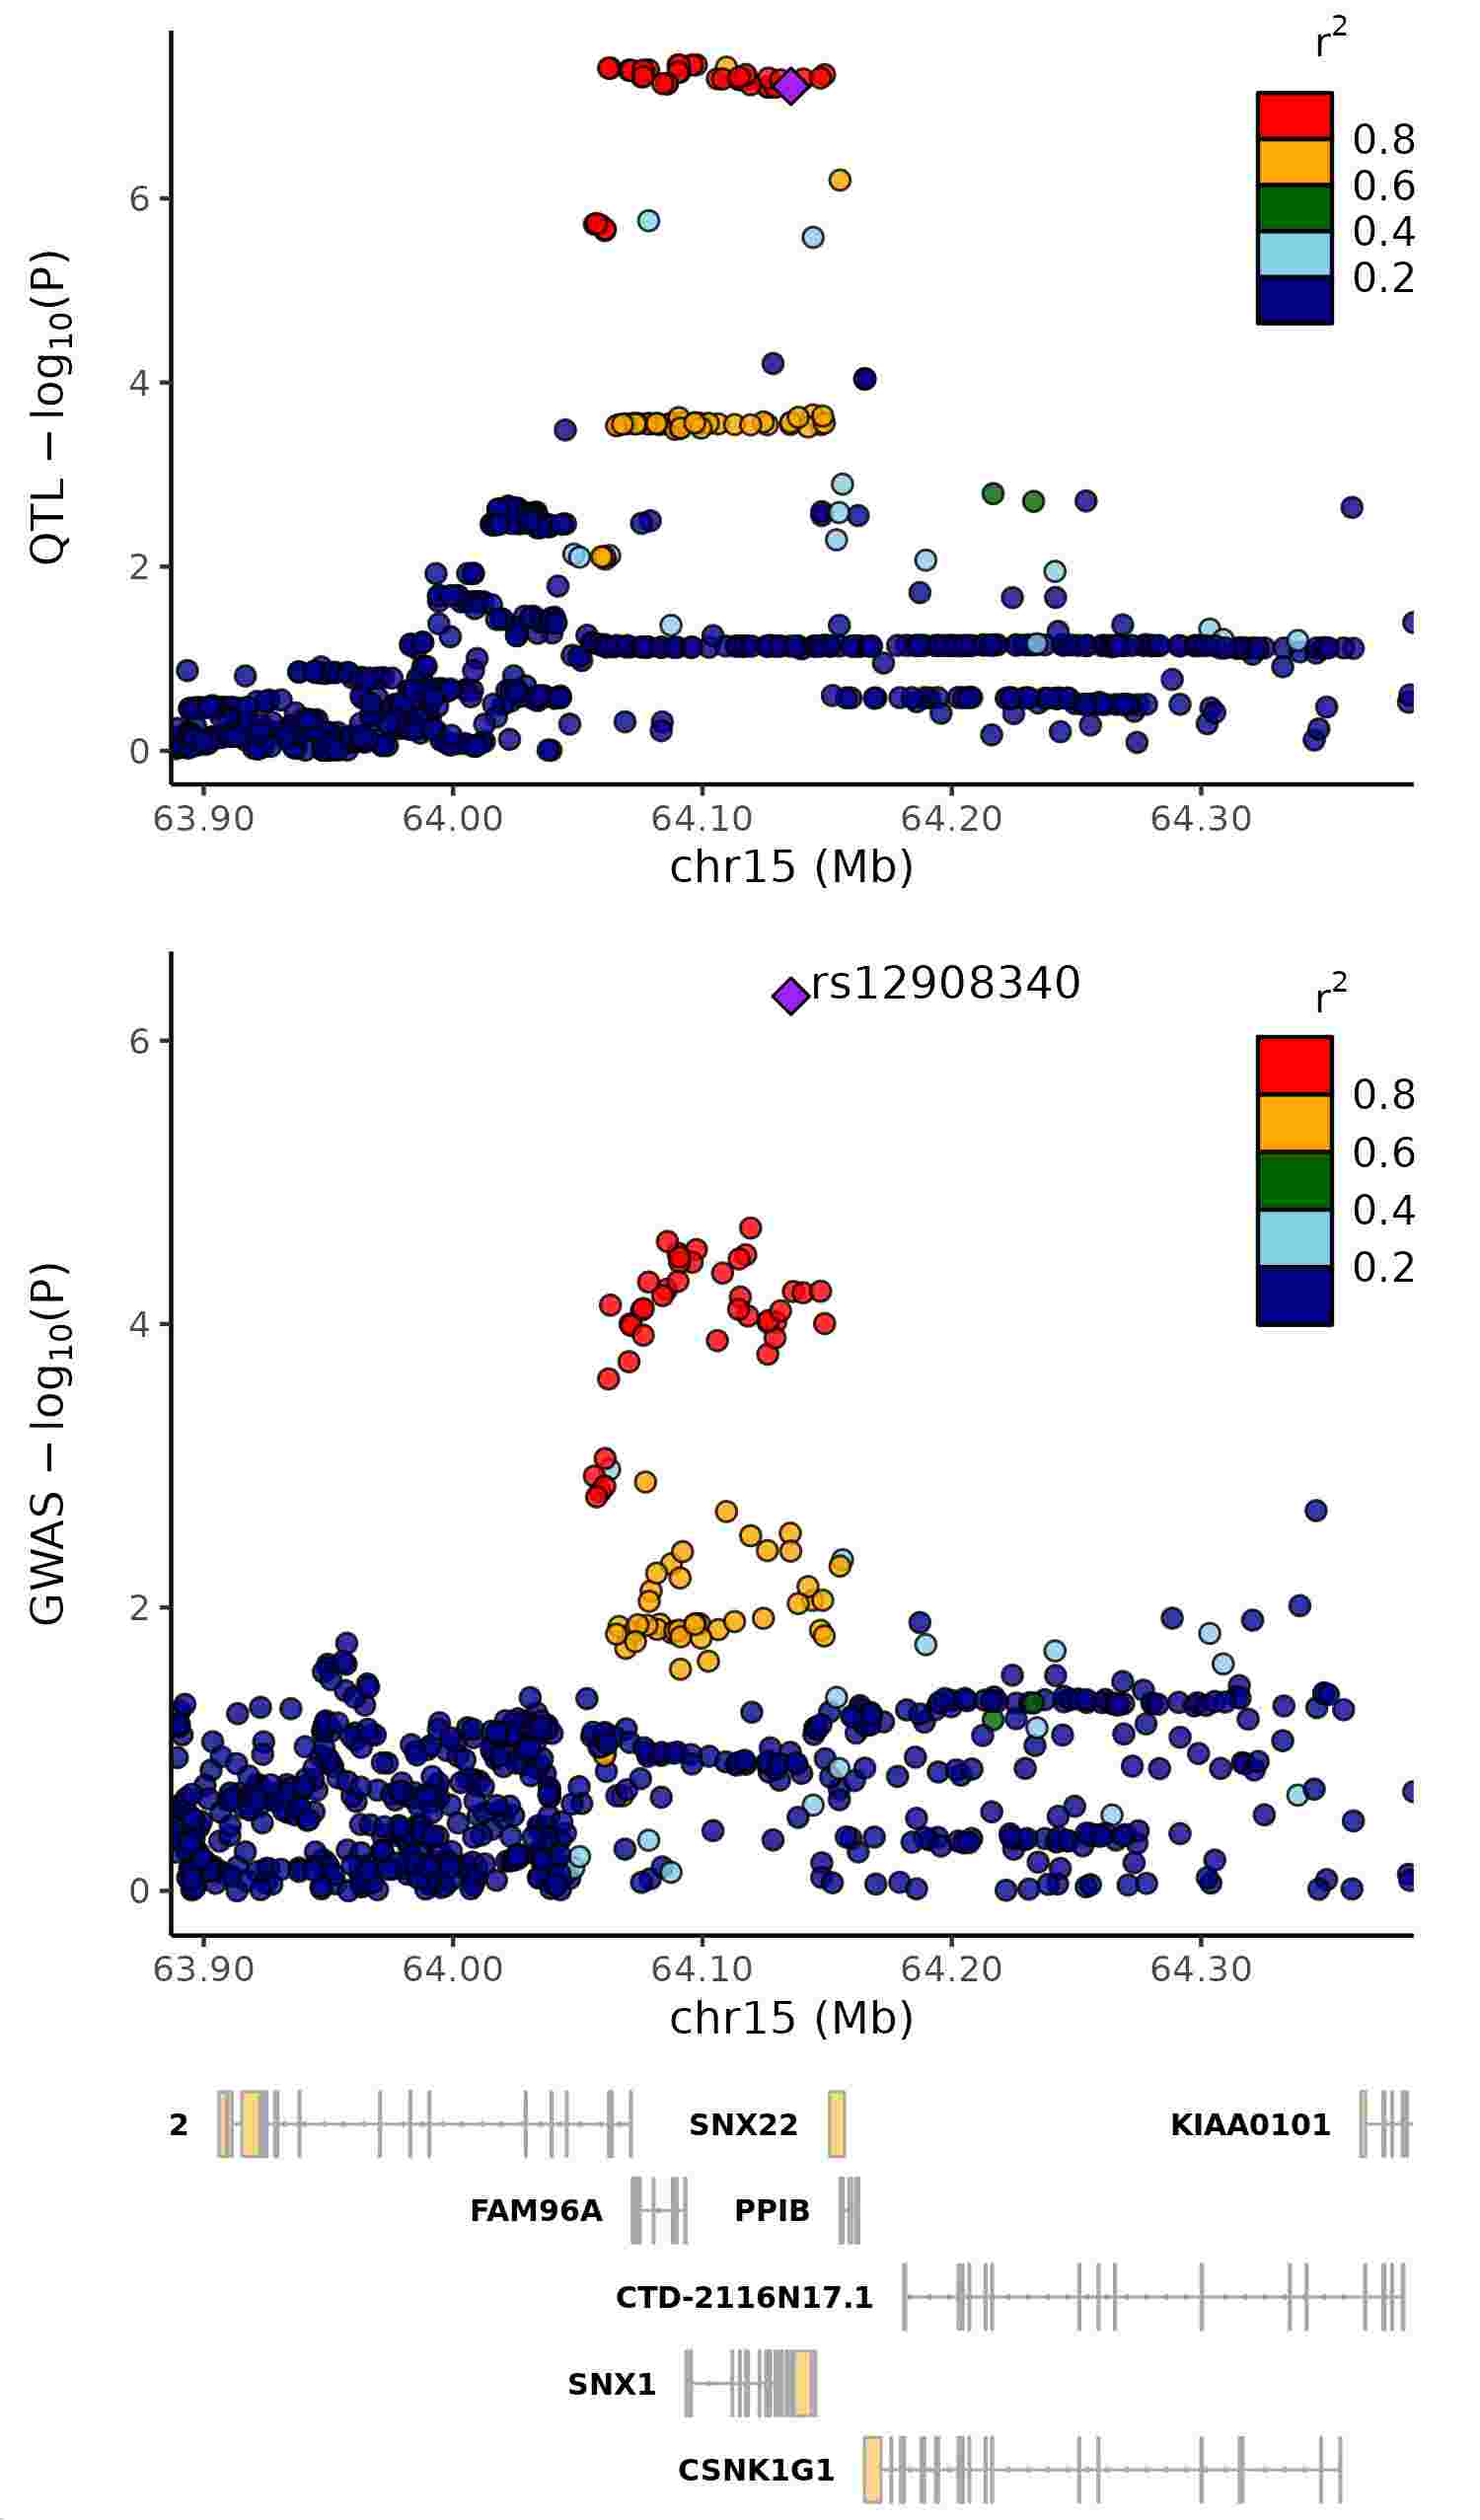 r2
0.8
0.6
0.4
0.2
QTL −log10(P)
6
4
2
0
63.90 64.00 64.10 64.20 64.30
chr15 (Mb)
rs12908340
r2
0.8
0.6
0.4
0.2
GWAS −log10(P)
6
4
2
0
63.90 64.00 64.10 64.20 64.30
chr15 (Mb)
2 SNX22 KIAA0101
FAM96A PPIB
CTD-2116N17.1
SNX1
CSNK1G1